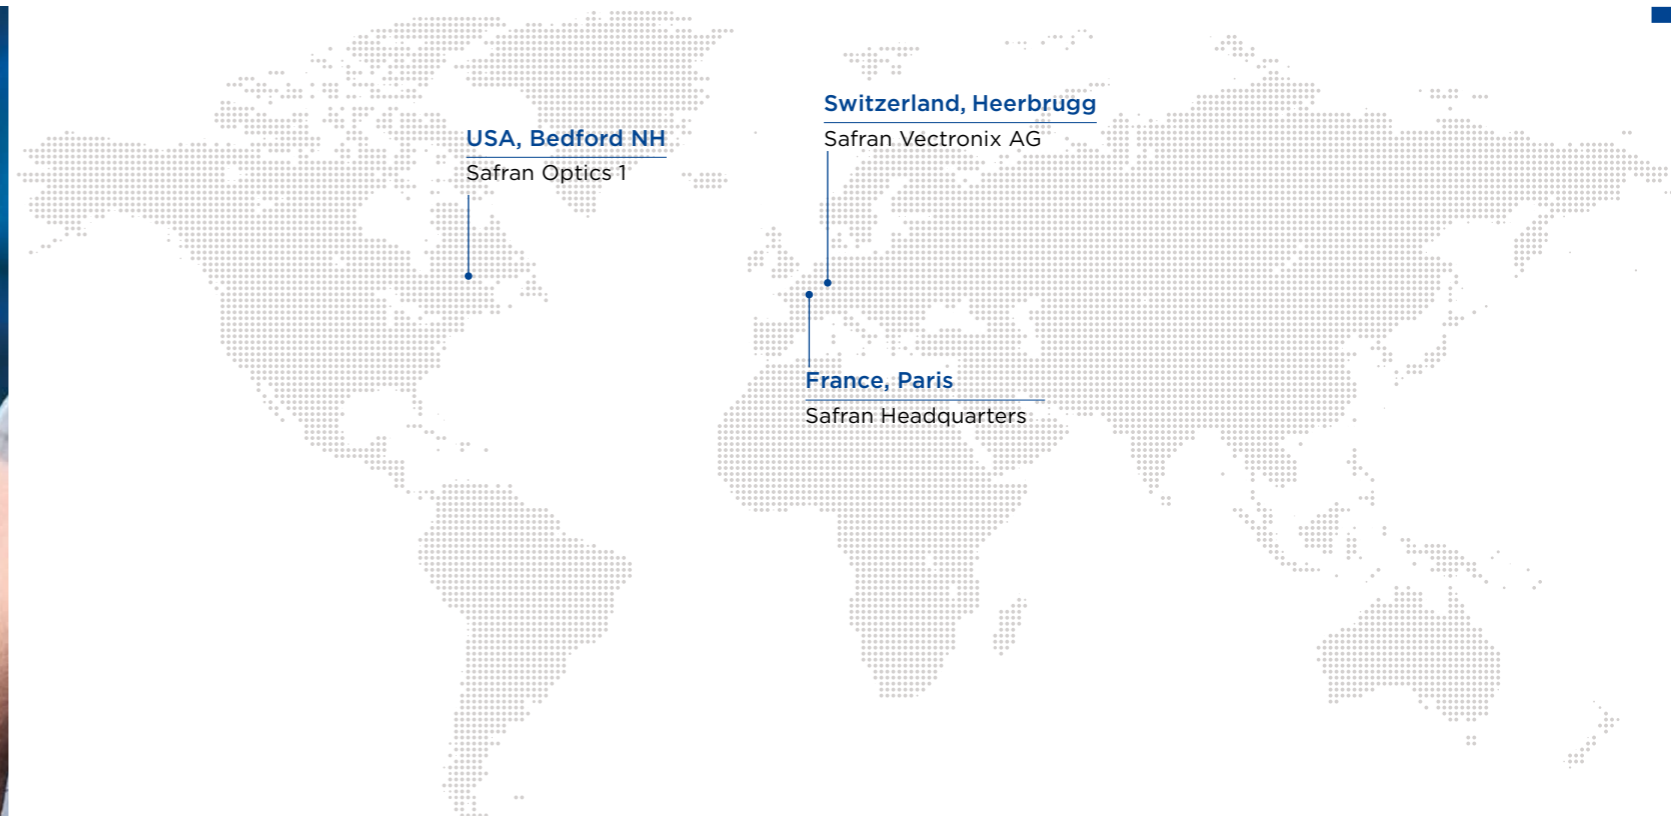 USA, Bedford NH
Safran Optics 1
Switzerland, Heerbrugg
Safran Vectronix AG
France, Paris
Safran Headquarters